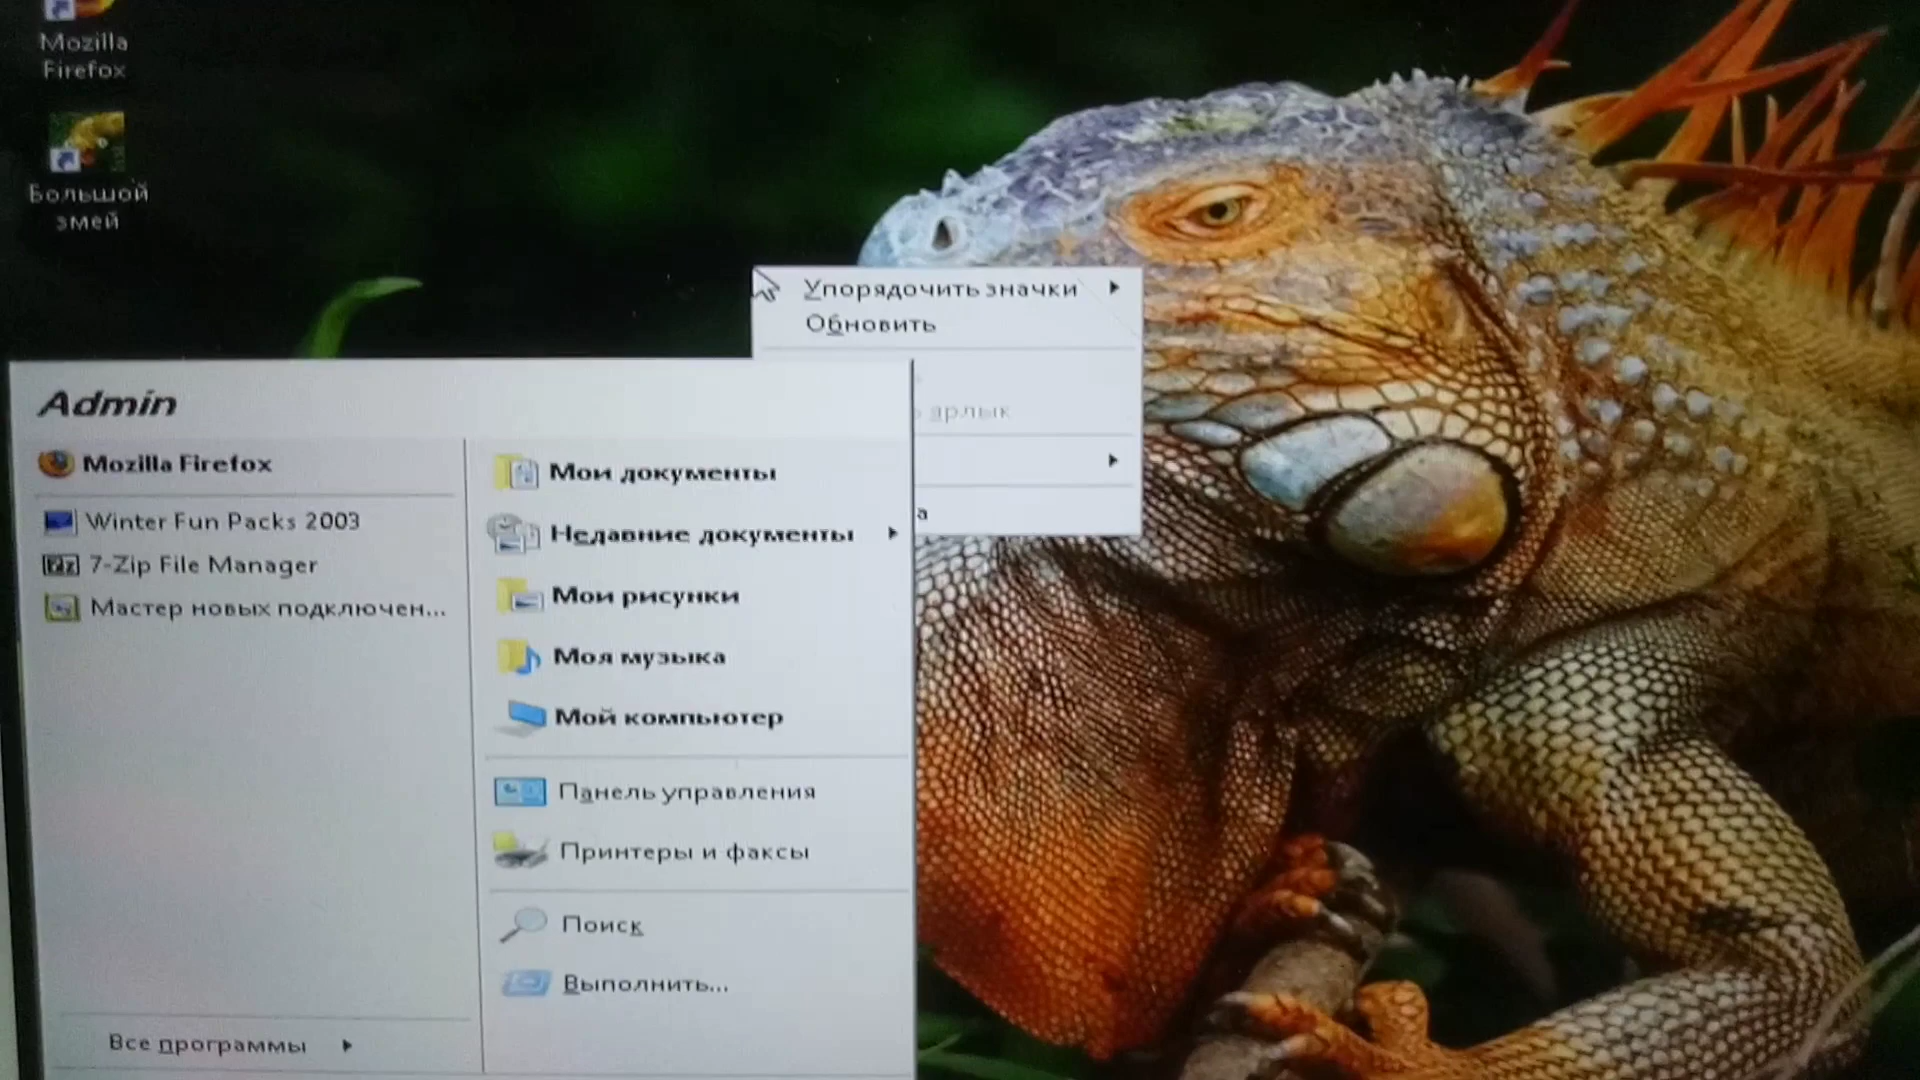 Mozilla
Firefox
Большой
змей
Упорядочить значки
Обновить
арлык
а
Admin
Mozilla Firefox
Winter Fun Packs 2003
7-Zip File Manager
Мастер новых подключен...
Все программы
Мои документы
Недавние документы
Мои рисунки
Моя музыка
Мой компьютер
Панель управления
Принтеры и факсы
Поиск
Выполнить...